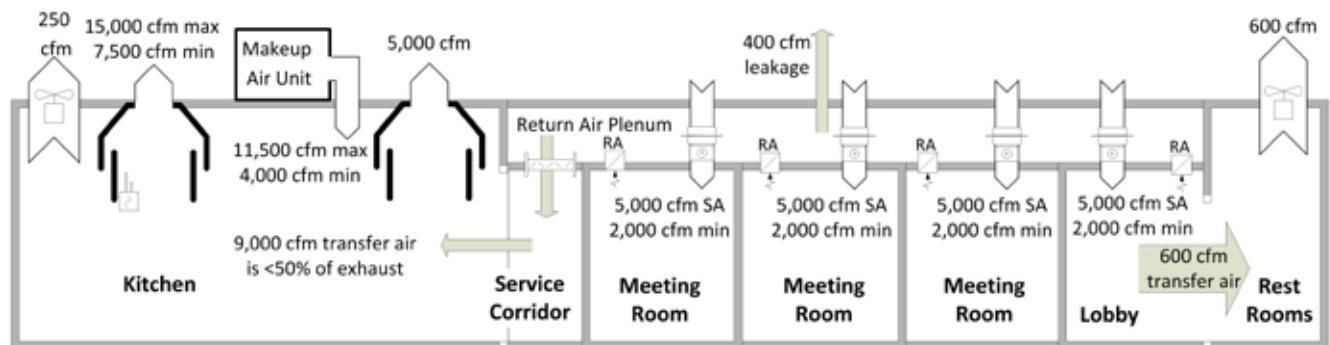 250
cfm
15,000 cfm max
7,500 cfm min
Makeup
Air Unit
5,000 cfm
400 cfm
leakage
600 cfm
Return Air Plenum
RA
RA
RA
RA
11,500 cfm max
4,000 cfm min
5,000 cfm SA
2,000 cfm min
5,000 cfm SA
2,000 cfm min
5,000 cfm SA
2,000 cfm min
5,000 cfm SA
2,000 cfm min
9,000 cfm transfer air
is <50% of exhaust
600 cfm
transfer air
Kitchen
Service
Corridor
Meeting
Room
Meeting
Room
Meeting
Room
Lobby
Rest
Rooms